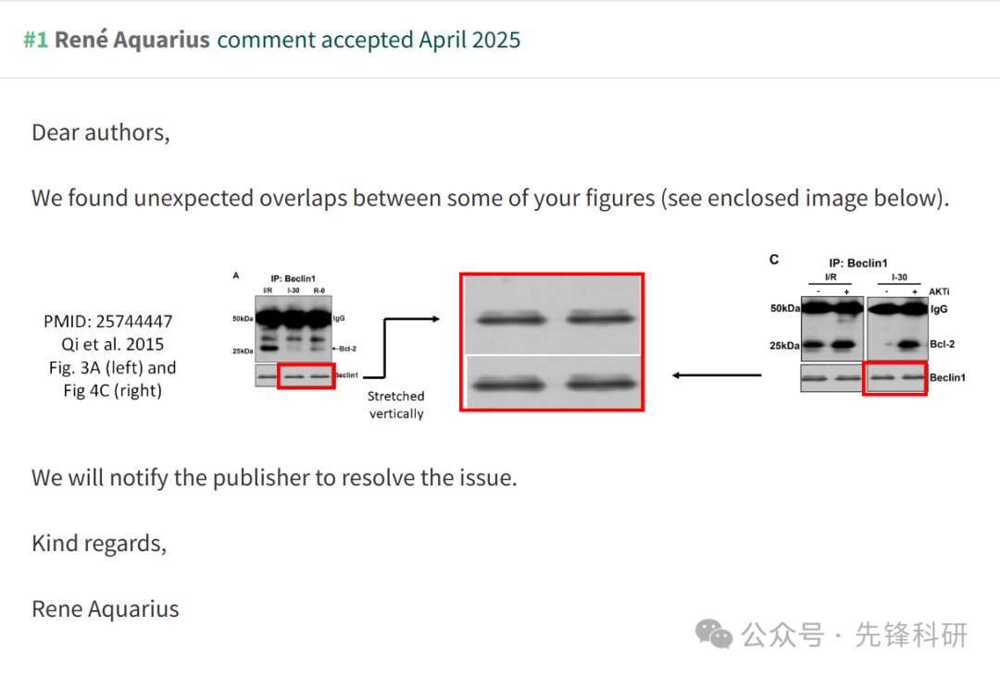 #1 René Aquarius comment accepted April 2025
Dear authors,
We found unexpected overlaps between some of your figures (see enclosed image below).
PMID: 25744447
Qi et al. 2015
Fig. 3A (left) and
Fig 4C (right)
A
IP: Beclin1
I/R I-30 R-0
50kDa IgG
25kDa ←Bcl-2
Beclin1
Stretched
vertically
C
IP: Beclin1
I/R I-30
- + - + AKTi
50kDa IgG
25kDa Bcl-2
Beclin1
We will notify the publisher to resolve the issue.
Kind regards,
Rene Aquarius
公众号 · 先锋科研